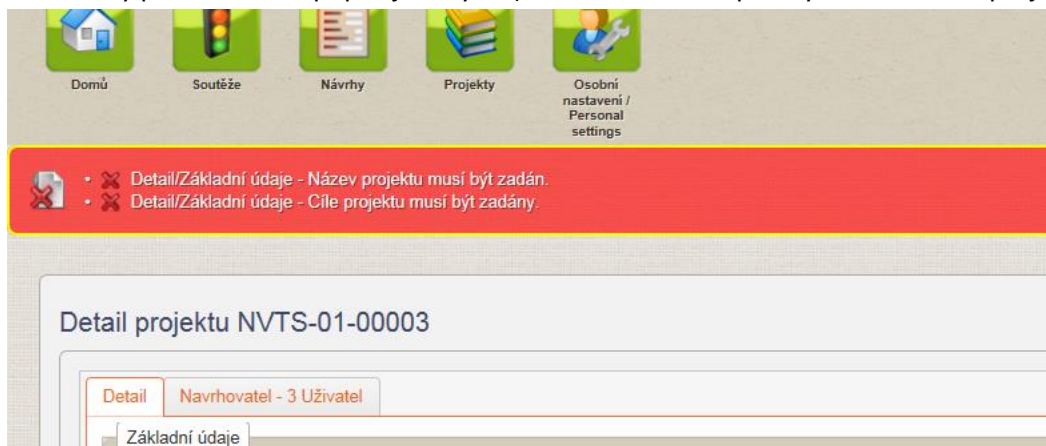 Domů
Soutěže
Návrhy
Projekty
Osobní
nastavení /
Personal
settings
• Detail/Základní údaje - Název projektu musí být zadán.
• Detail/Základní údaje - Cíle projektu musí být zadány.
Detail projektu NVTS-01-00003
Detail
Navrhovatel - 3 Uživatel
Základní údaje